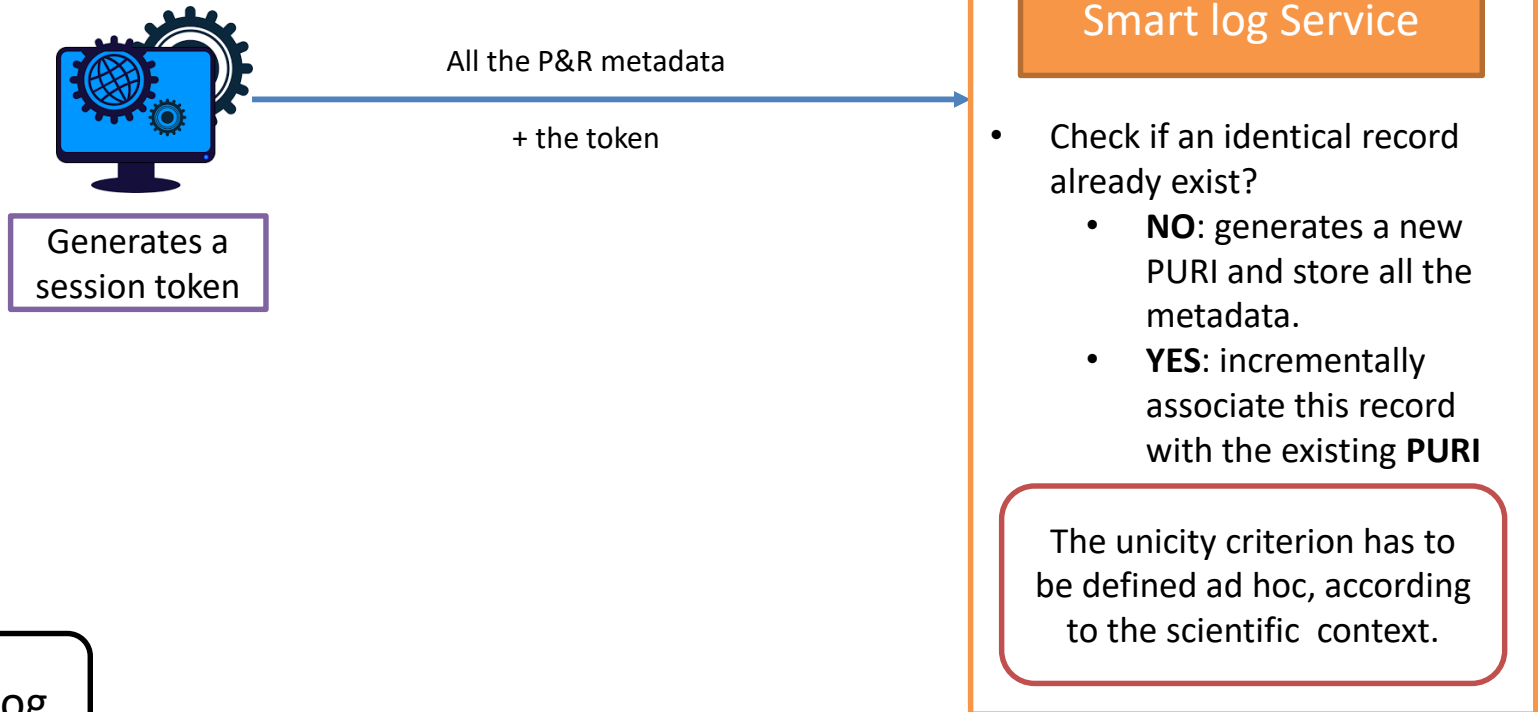 Smart log Service
All the P&R metadata
+ the token
Generates a
session token
• Check if an identical record
already exist?
• NO: generates a new
PURI and store all the
metadata.
• YES: incrementally
associate this record
with the existing PURI
The unicity criterion has to
be defined ad hoc, according
to the scientific context.